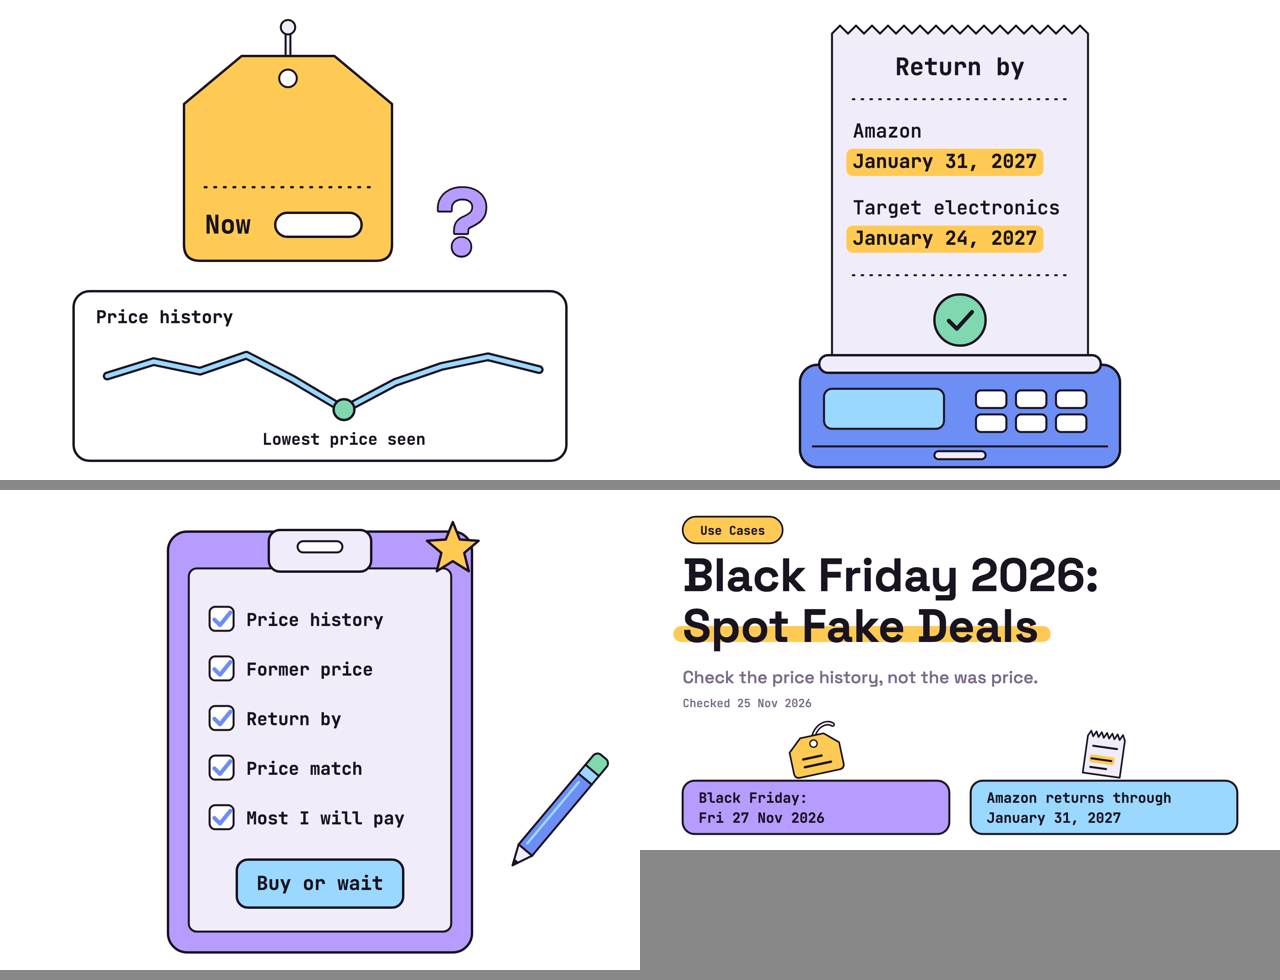 Now
?
Price history
Lowest price seen
Return by
Amazon
January 31, 2027
Target electronics
January 24, 2027
Price history
Former price
Return by
Price match
Most I will pay
Buy or wait
Use Cases
Black Friday 2026:
Spot Fake Deals
Check the price history, not the was price.
Checked 25 Nov 2026
Black Friday:
Fri 27 Nov 2026
Amazon returns through
January 31, 2027